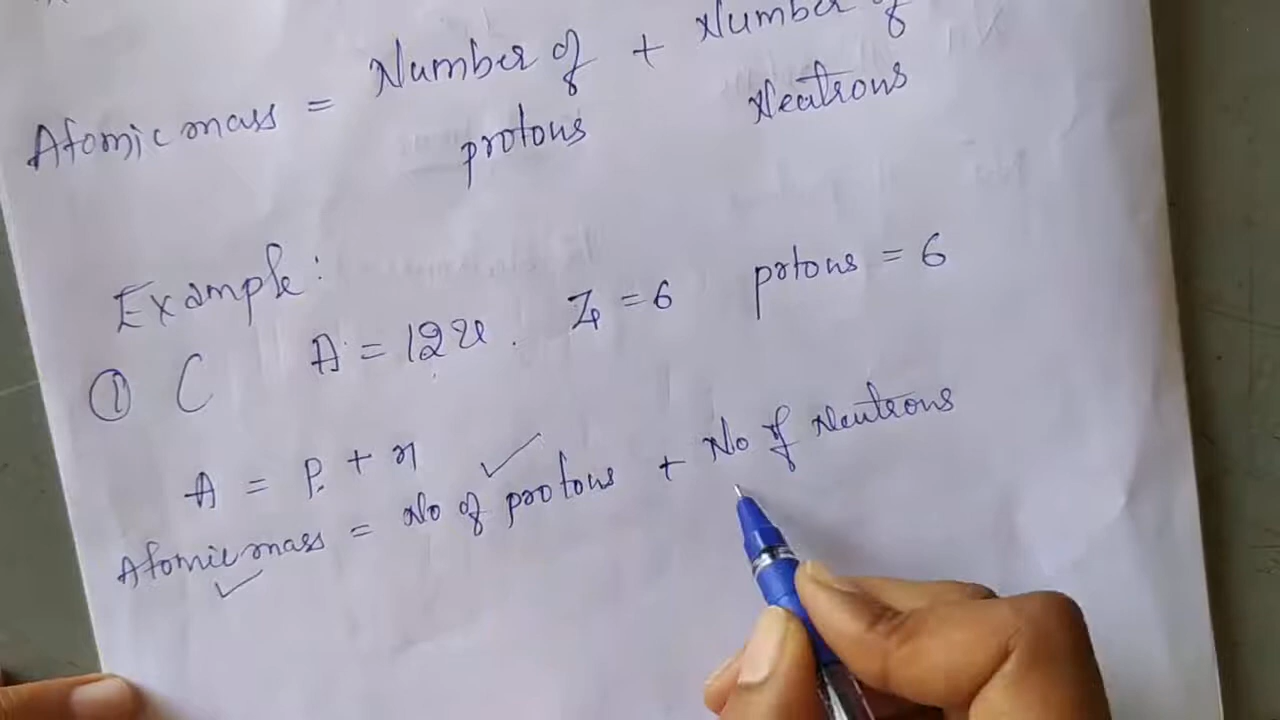 Number of + Number of
Atomic mass = protons Neutrons
Example:
① C A = 12u. Z = 6 protons = 6
A = P + n
Atomic mass = No of protons + No of Neutrons